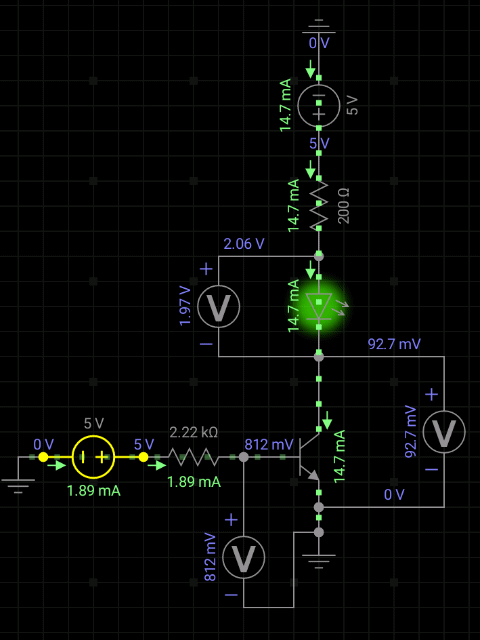 0 V
14.7 mA
5 V
5 V
14.7 mA
200 Ω
2.06 V
+
1.97 V
V
−
14.7 mA
92.7 mV
+
92.7 mV
V
−
14.7 mA
0 V
5 V
0 V
− +
5 V
1.89 mA
2.22 kΩ
1.89 mA
812 mV
+
812 mV
V
−